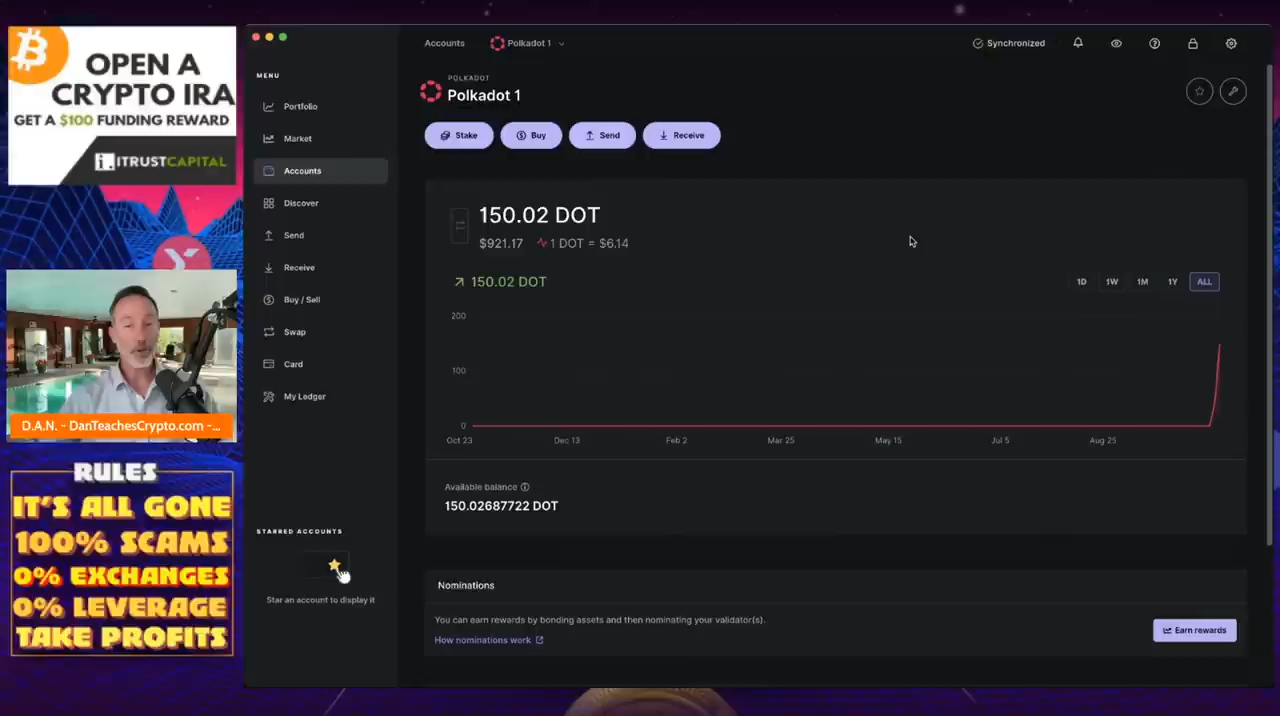 OPEN A
CRYPTO IRA
GET A $100 FUNDING REWARD
i. iTRUSTCAPITAL
D.A.N. - DanTeachesCrypto.com -...
RULES
IT'S ALL GONE
100% SCAMS
0% EXCHANGES
0% LEVERAGE
TAKE PROFITS
MENU
Portfolio
Market
Accounts
Discover
Send
Receive
Buy / Sell
Swap
Card
My Ledger
STARRED ACCOUNTS
Star an account to display it
Accounts
Polkadot 1
Synchronized
POLKADOT
Polkadot 1
Stake
Buy
Send
Receive
150.02 DOT
$921.17 1 DOT = $6.14
150.02 DOT
1D 1W 1M 1Y ALL
200
100
0
Oct 23 Dec 13 Feb 2 Mar 25 May 15 Jul 5 Aug 25
Available balance
150.02687722 DOT
Nominations
You can earn rewards by bonding assets and then nominating your validator(s).
How nominations work
Earn rewards